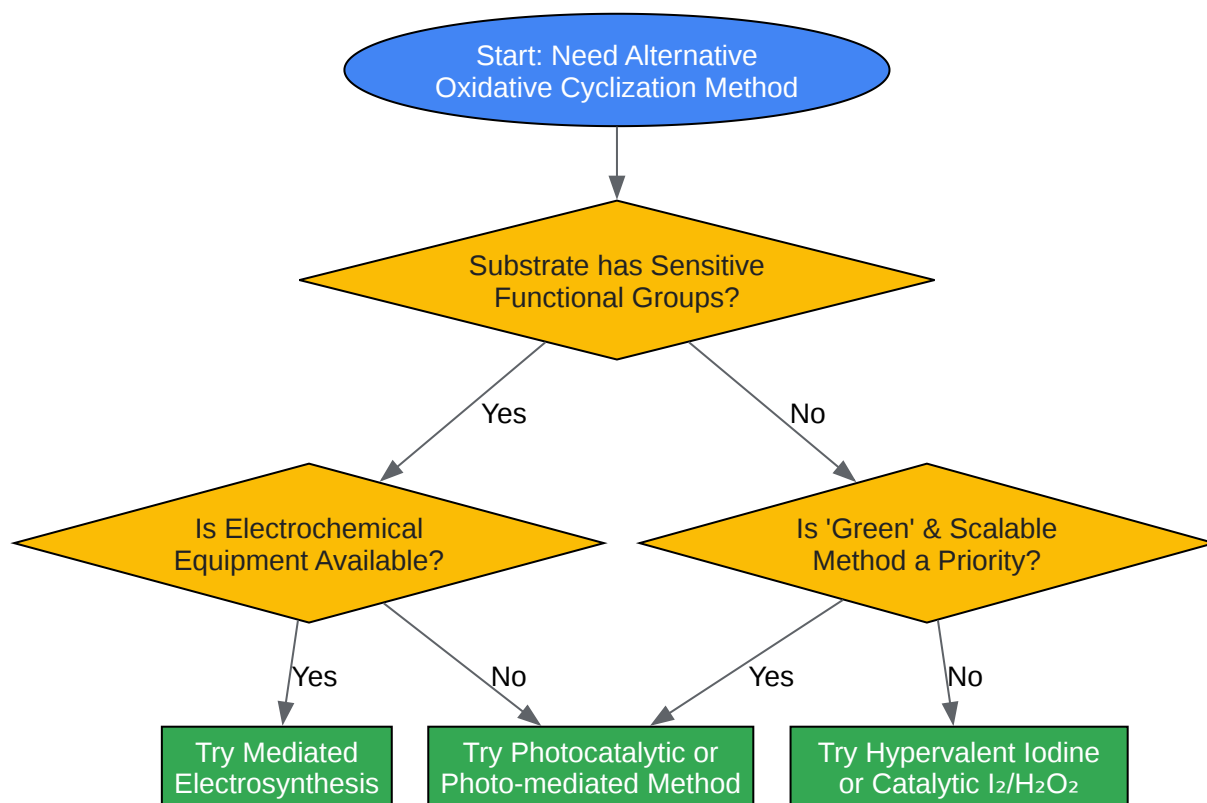 Start: Need Alternative
Oxidative Cyclization Method
Substrate has Sensitive
Functional Groups?
Yes
No
Is Electrochemical
Equipment Available?
Is 'Green' & Scalable
Method a Priority?
Yes
No
Yes
No
Try Mediated
Electrosynthesis
Try Photocatalytic or
Photo-mediated Method
Try Hypervalent Iodine
or Catalytic I₂/H₂O₂